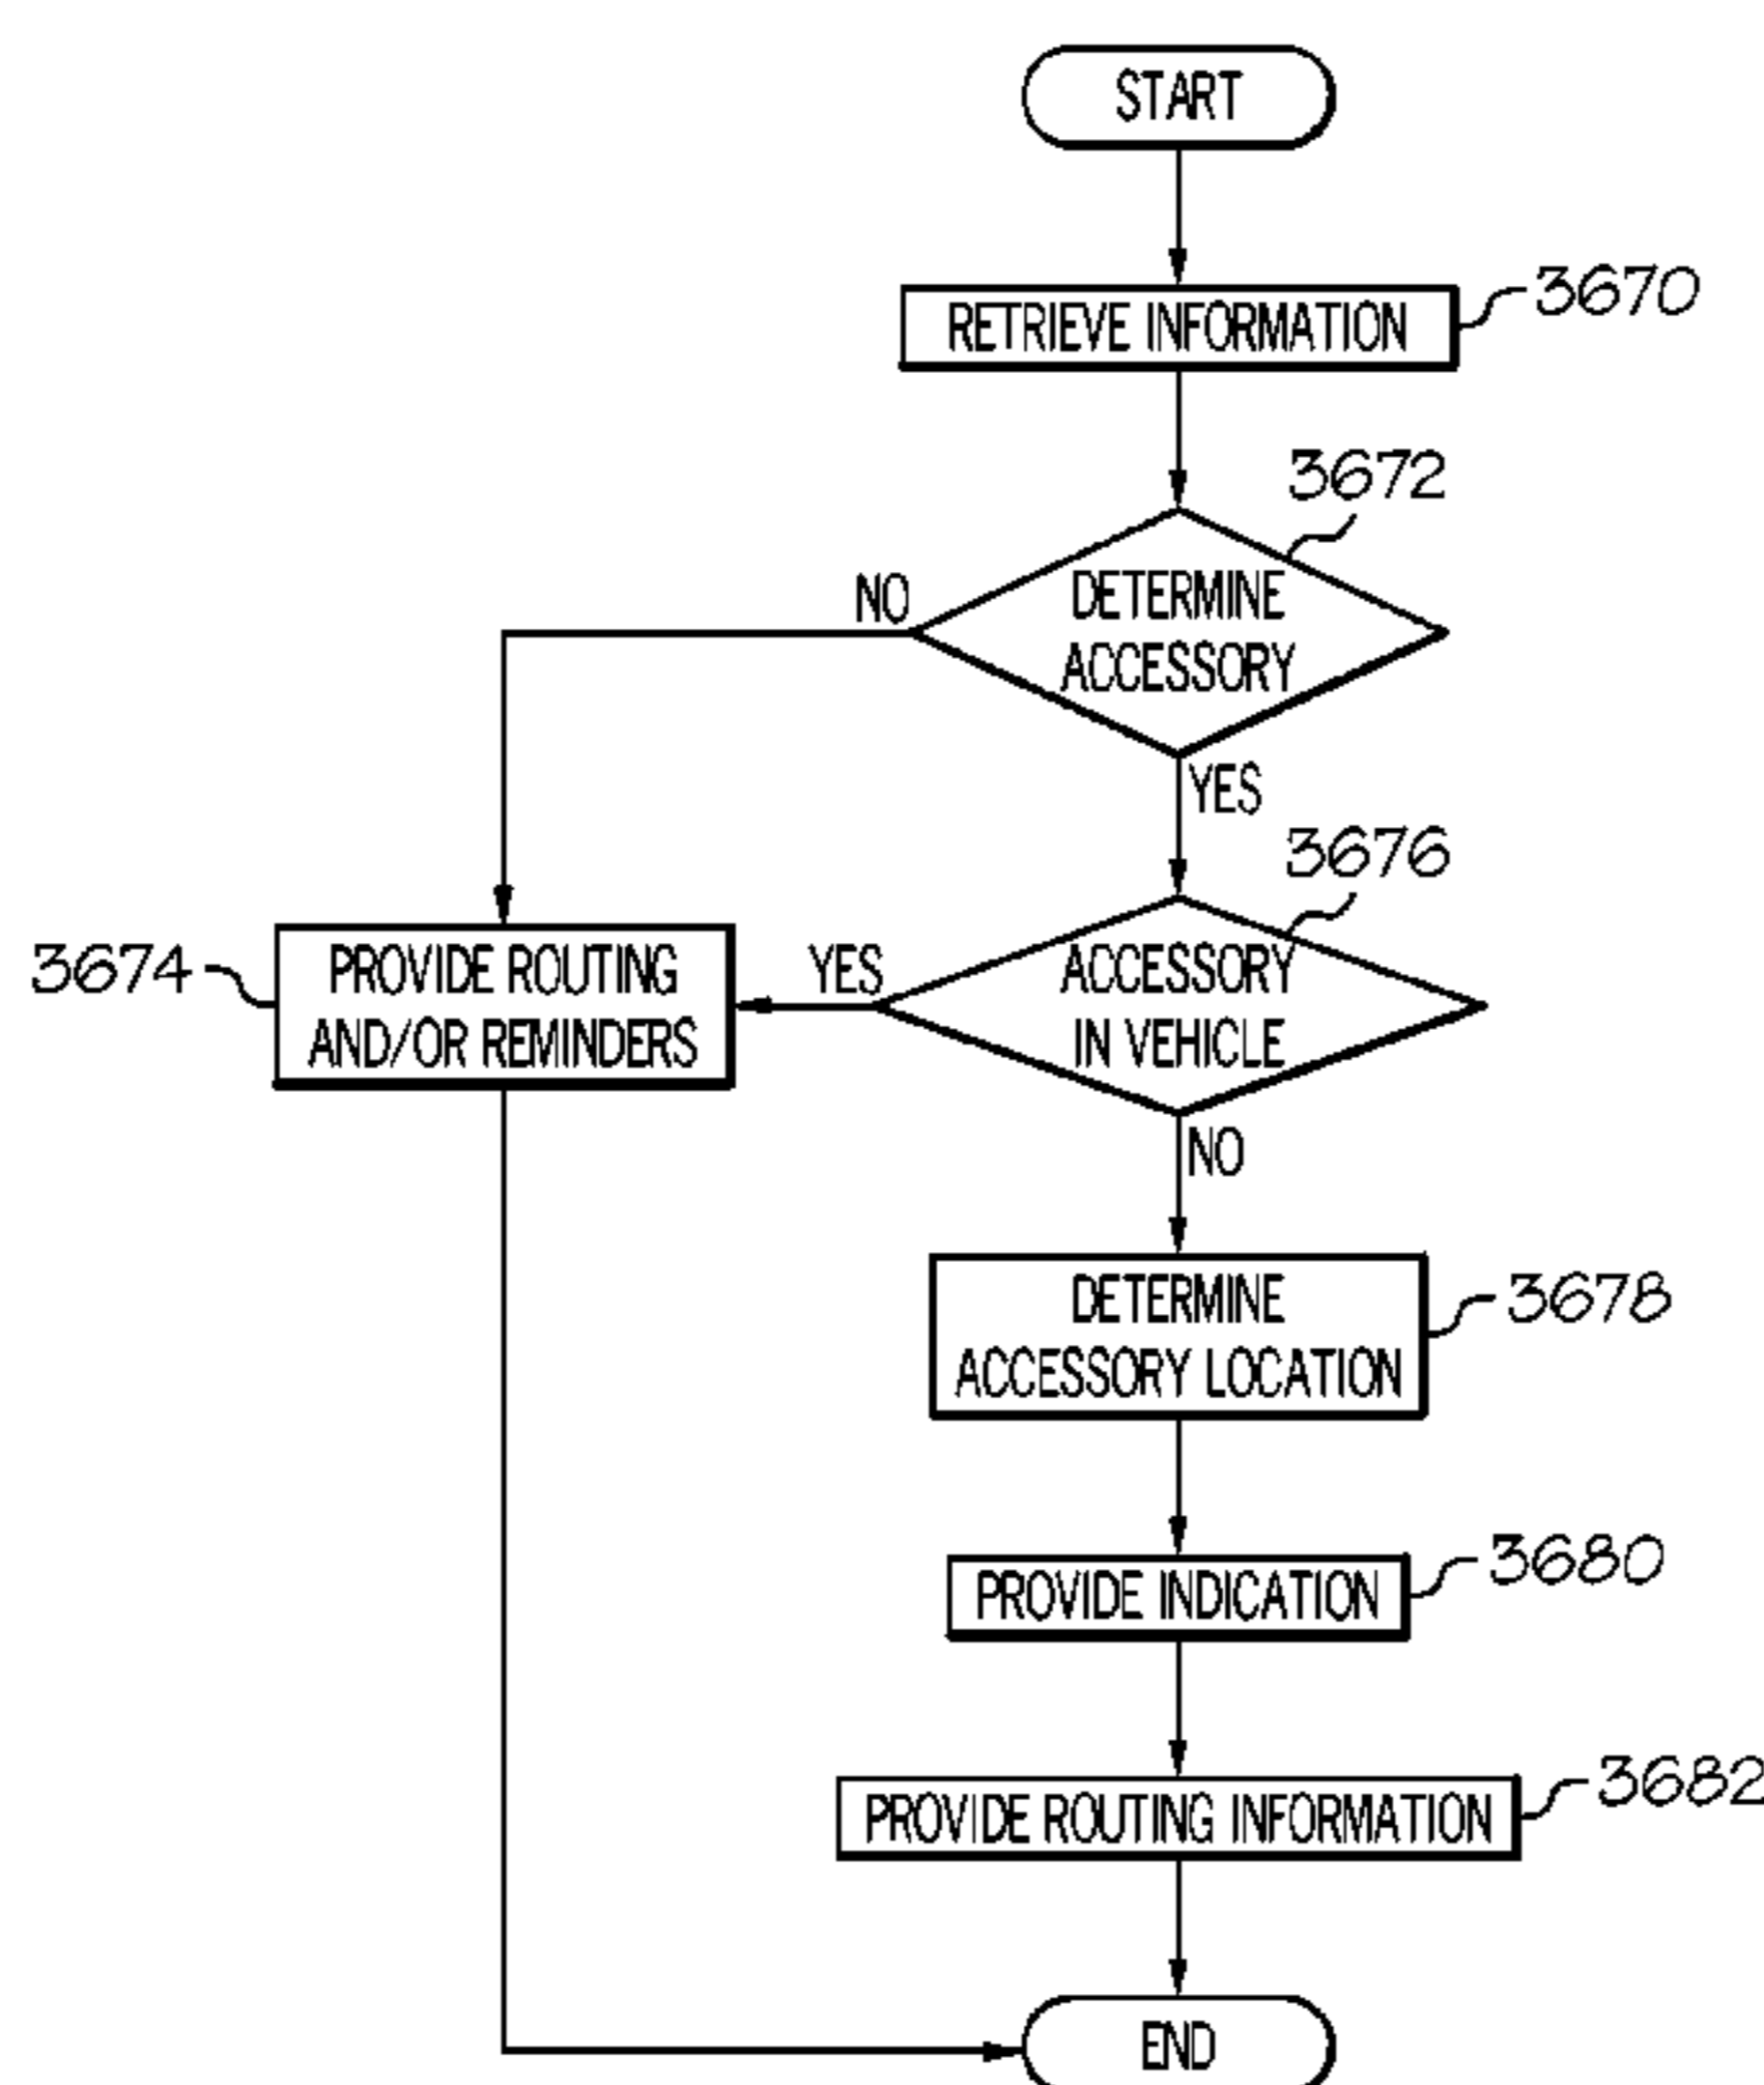 START
RETRIEVE INFORMATION
3670
3672
DETERMINE
ACCESSORY
NO
YES
3676
ACCESSORY
IN VEHICLE
YES
3674
PROVIDE ROUTING
AND/OR REMINDERS
NO
DETERMINE
ACCESSORY LOCATION
3678
PROVIDE INDICATION
3680
PROVIDE ROUTING INFORMATION
3682
END